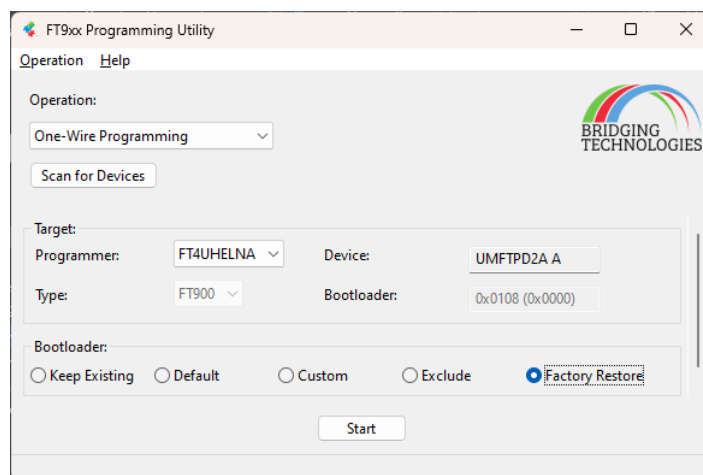 FT9xx Programming Utility
Operation Help
Operation:
One-Wire Programming
BRIDGING
TECHNOLOGIES
Scan for Devices
Target:
Programmer: FT4UHELNA Device: UMFTPD2A A
Type: FT900 Bootloader: 0x0108 (0x0000)
Bootloader:
Keep Existing Default Custom Exclude Factory Restore
Start